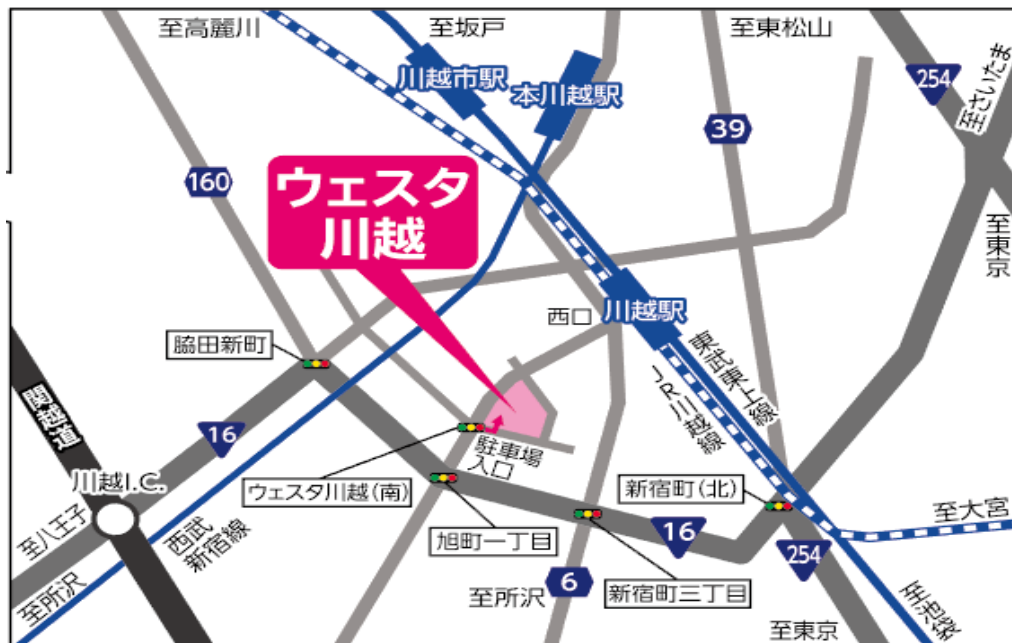 至高麗川
至坂戸
至東松山
川越市駅
本川越駅
254
至さいたま
39
160
ウェスタ
川越
至東京
西口
川越駅
脇田新町
東武東上線
JR川越線
関越道
16
駐車場
入口
川越I.C.
ウェスタ川越(南)
新宿町(北)
至八王子
西武
新宿線
旭町一丁目
16
至大宮
254
至所沢
至所沢
6
新宿町三丁目
至池袋
至東京